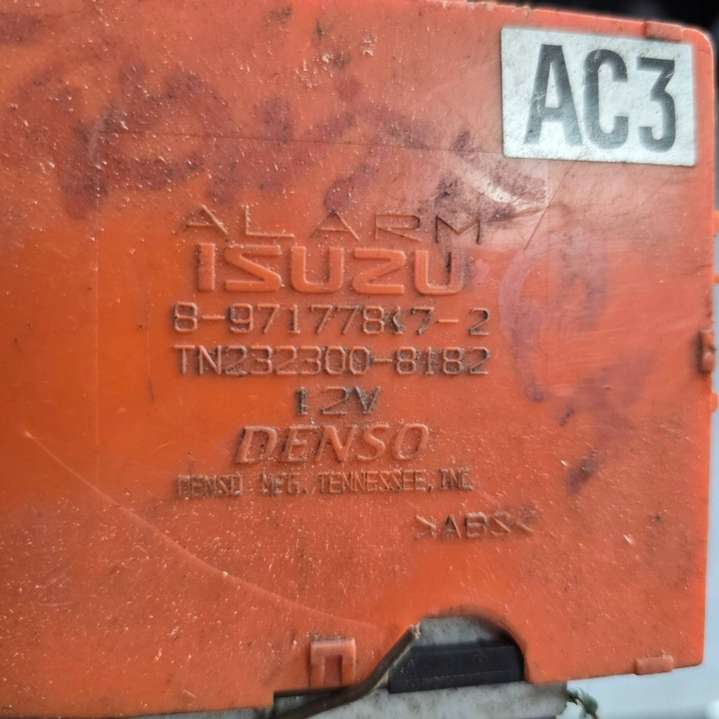 AC3
ALARM
ISUZU
8-97177847-2
TN232300-8182
12V
DENSO
DENSO MFG. TENNESSEE, INC.
>ABS<